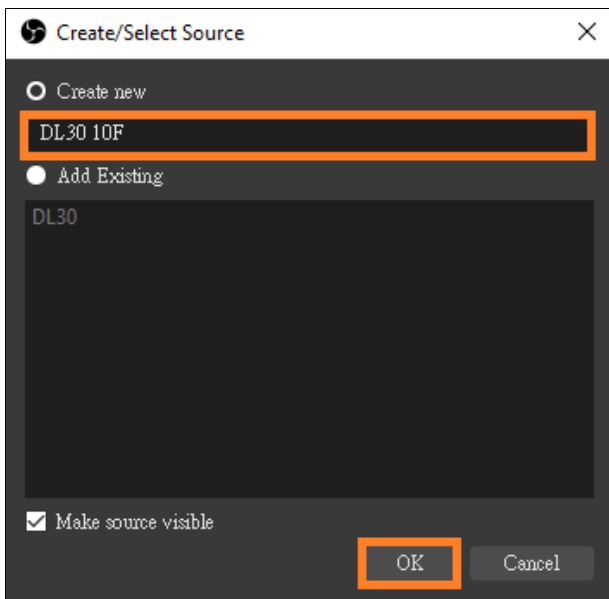 Create/Select Source
Create new
DL30 10F
Add Existing
DL30
Make source visible
OK Cancel